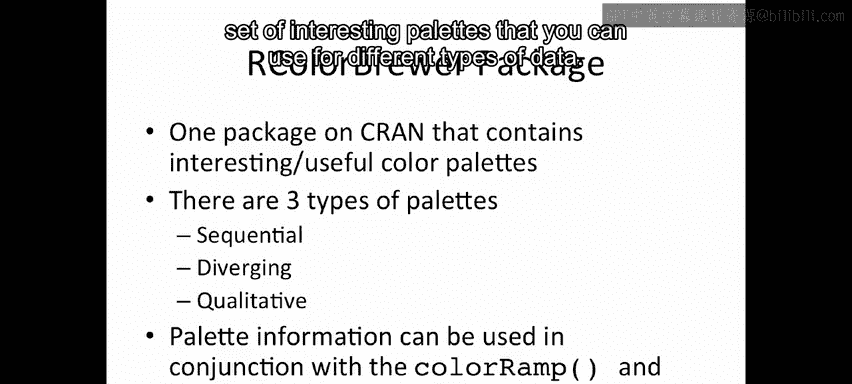 set of interesting palettes that you can
use for different types of data.
RColorBrewer Package
• One package on CRAN that contains
interesting/useful color palettes
• There are 3 types of palettes
– Sequential
– Diverging
– Qualitative
• Palette information can be used in
conjunction with the colorRamp() and